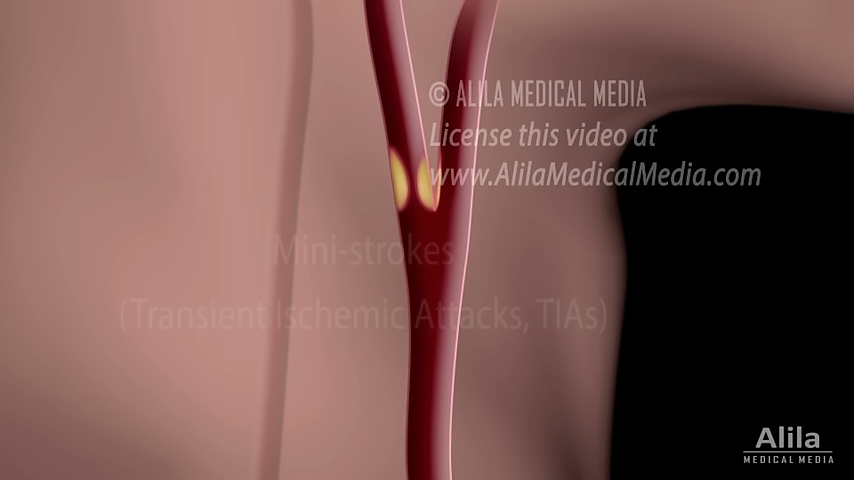 © ALILA MEDICAL MEDIA
License this video at
www.AlilaMedicalMedia.com
Mini-strokes
(Transient Ischemic Attacks, TIAs)
Alila
MEDICAL MEDIA